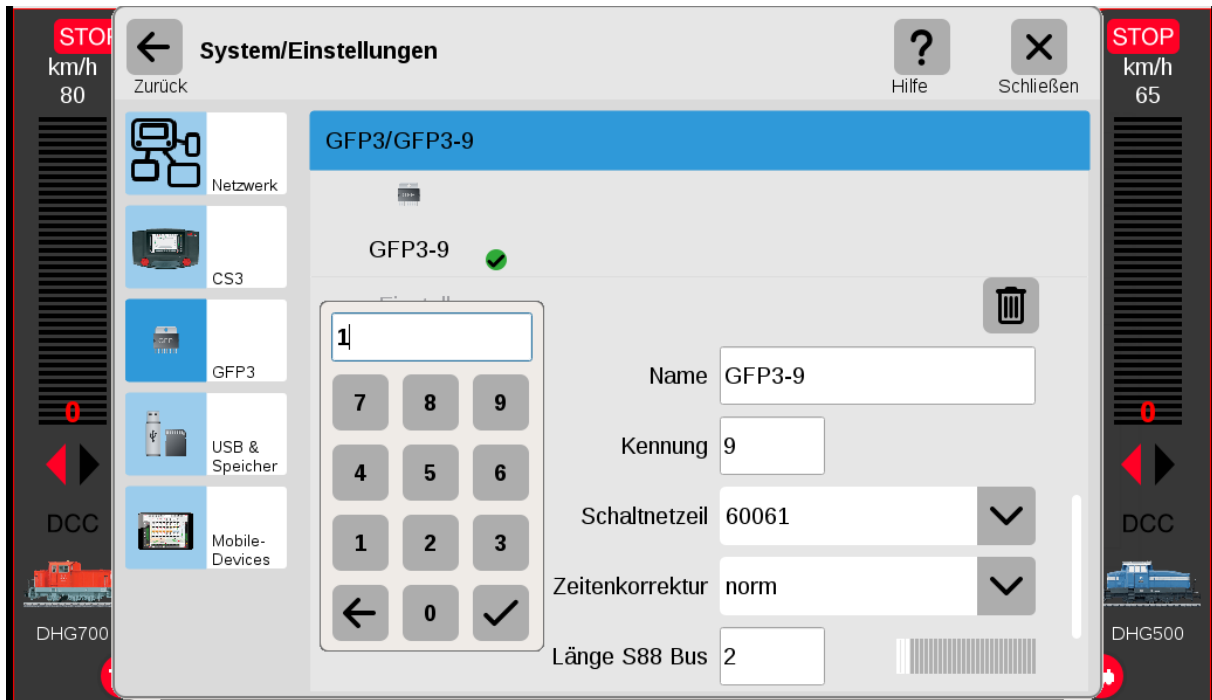 STOP
km/h
80
0
DCC
DHG700
System/Einstellungen
Zurück
Hilfe
Schließen
Netzwerk
CS3
GFP3
USB &
Speicher
Mobile-
Devices
GFP3/GFP3-9
GFP3-9
1
7 8 9
4 5 6
1 2 3
0
Name GFP3-9
Kennung 9
Schaltnetzeil 60061
Zeitenkorrektur norm
Länge S88 Bus 2
STOP
km/h
65
0
DCC
DHG500